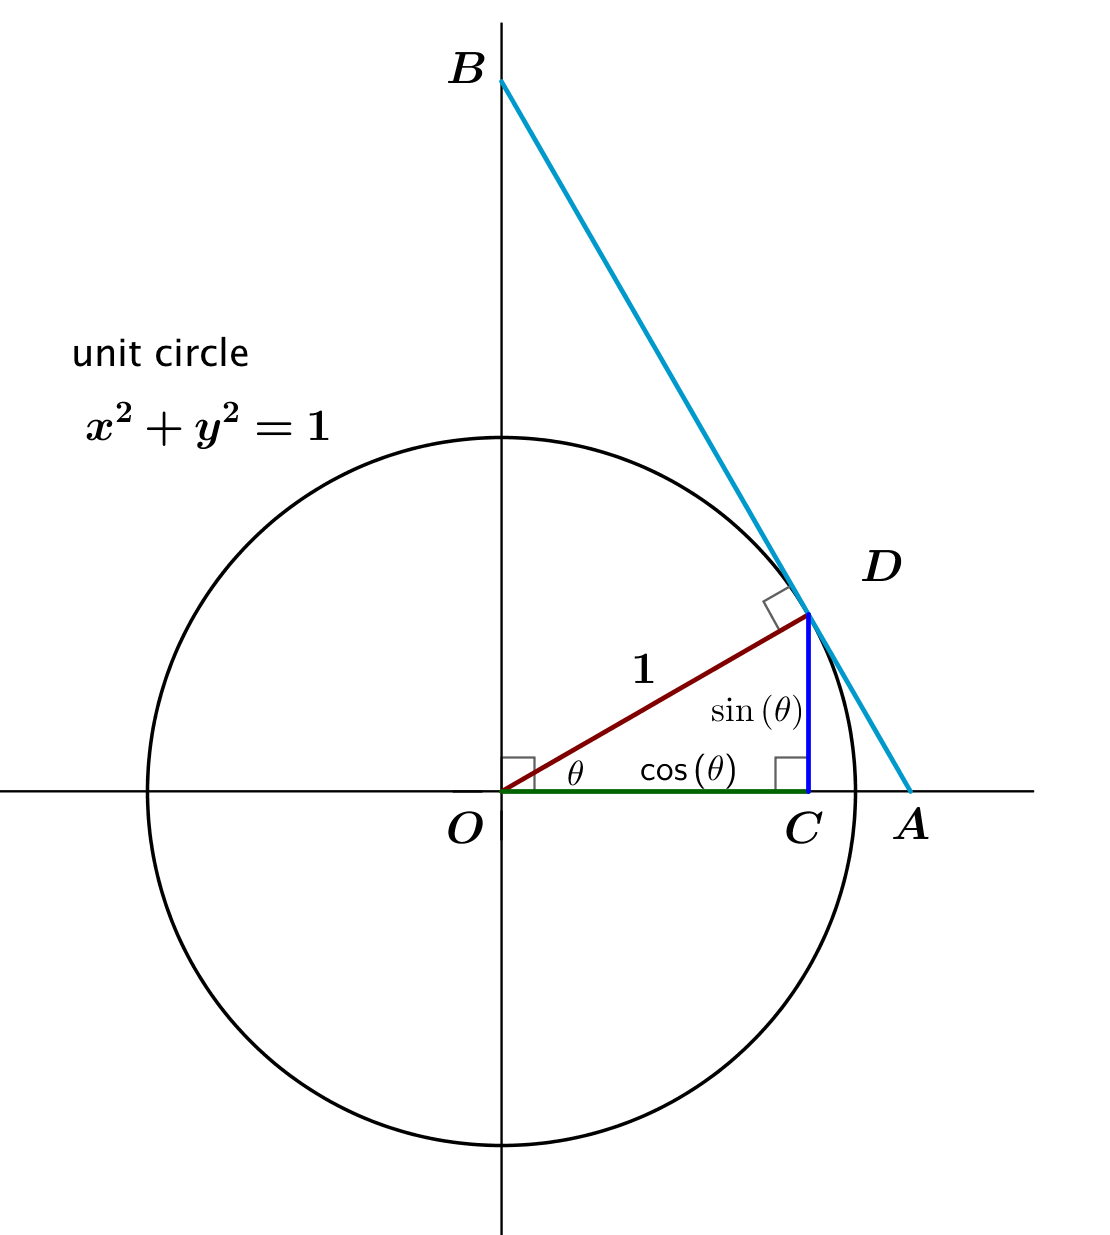 B
unit circle
x² + y² = 1
D
1
sin (θ)
θ
cos (θ)
O
C
A